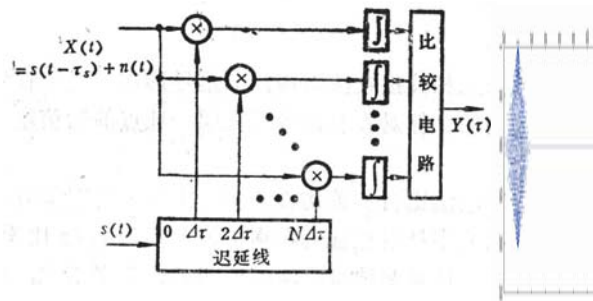 X(t)
=s(t-τₛ)+n(t)
∫
∫
∫
比
较
电
路
Y(τ)
s(t)
0 Δτ 2Δτ NΔτ
迟延线